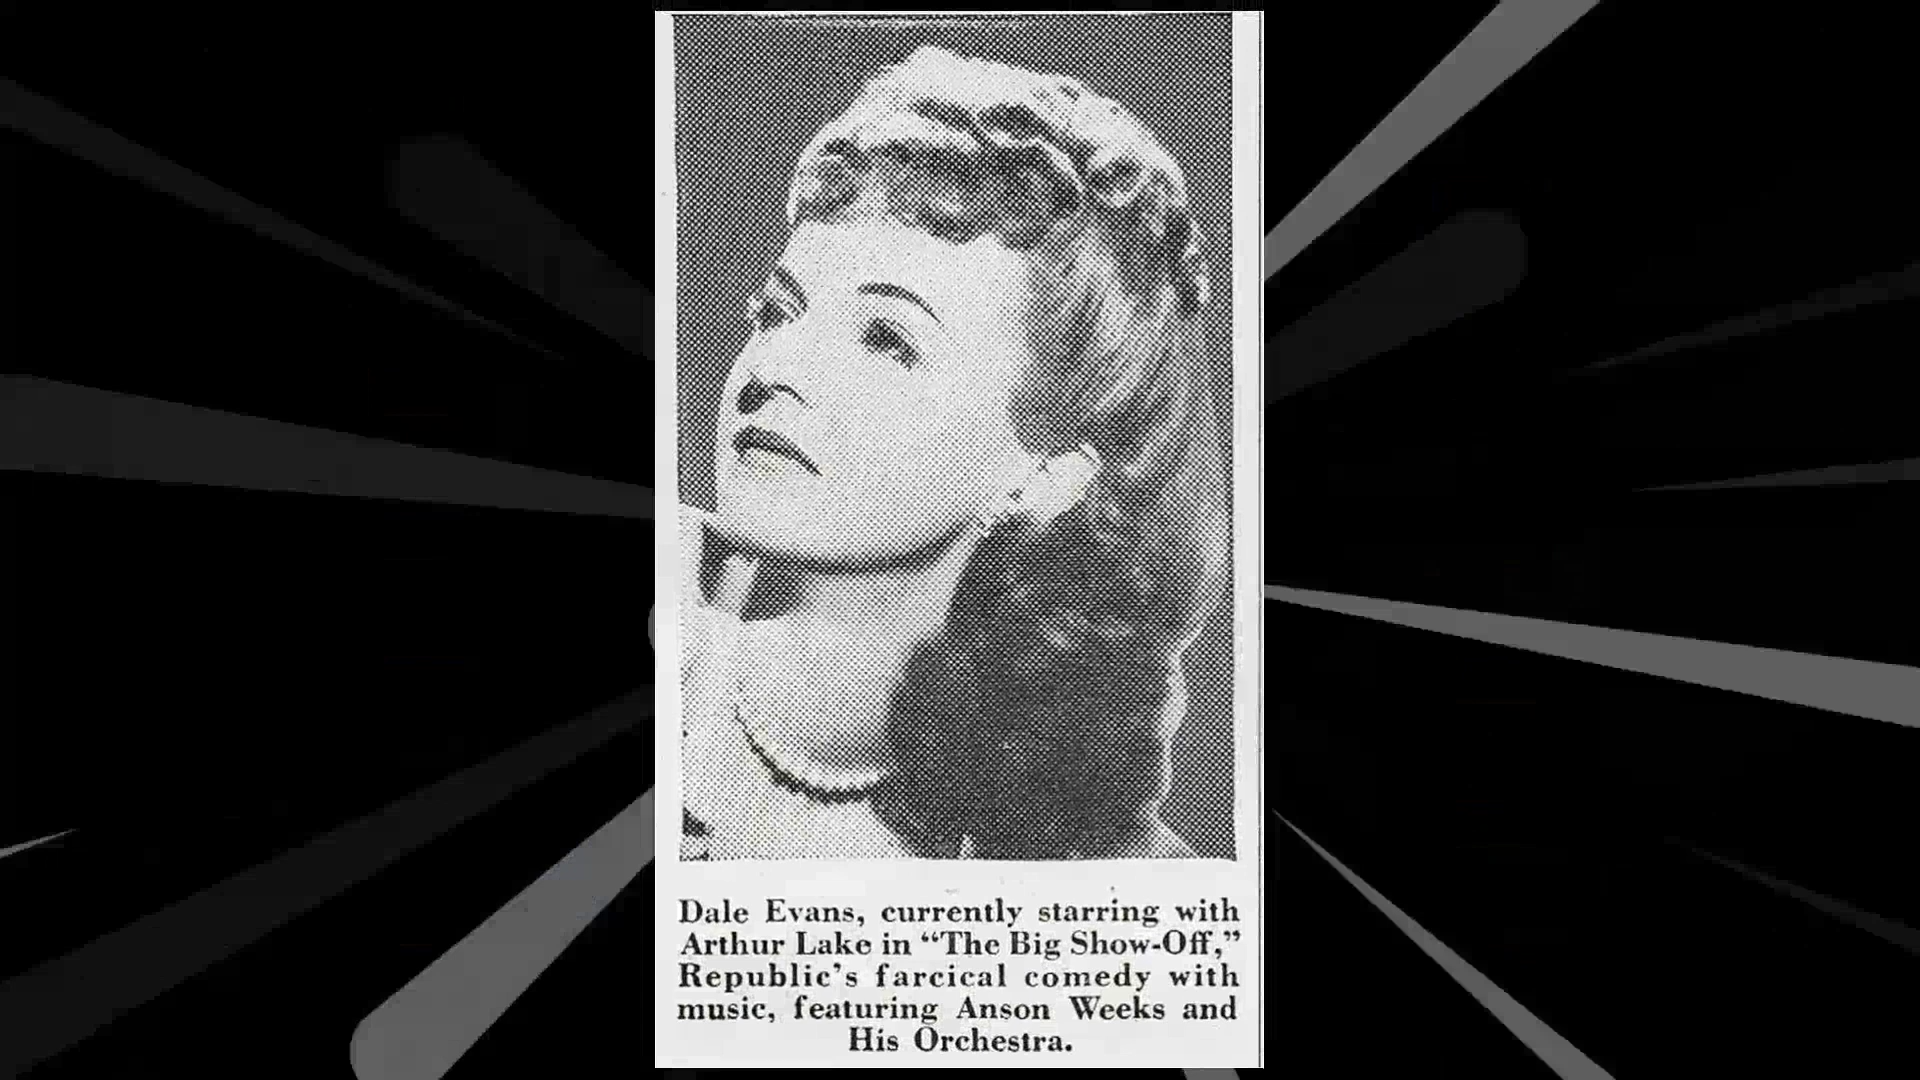 Dale Evans, currently starring with
Arthur Lake in “The Big Show-Off,”
Republic’s farcical comedy with
music, featuring Anson Weeks and
His Orchestra.